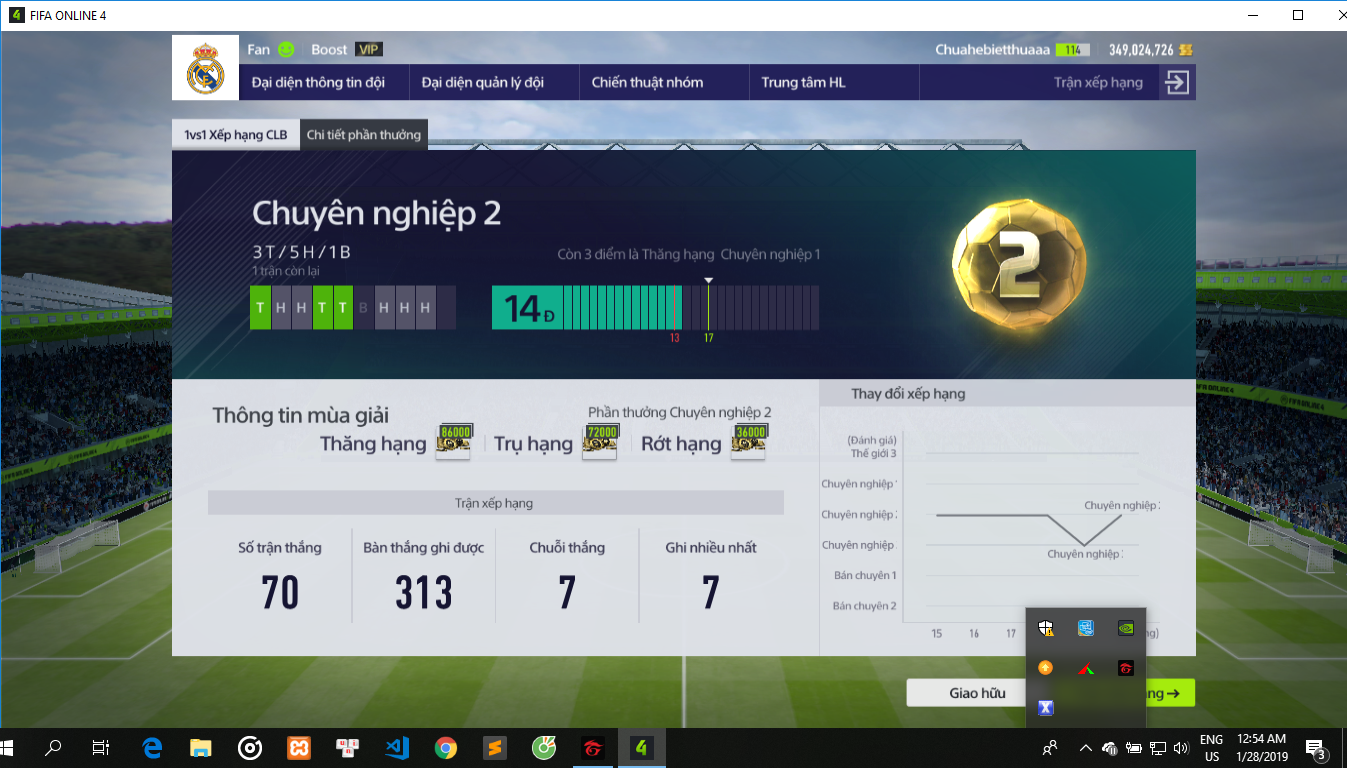 FIFA ONLINE 4
Fan Boost VIP
Chuahebietthuaaa 114 349,024,726
Đại diện thông tin đội Đại diện quản lý đội Chiến thuật nhóm Trung tâm HL Trận xếp hạng
1vs1 Xếp hạng CLB Chi tiết phần thưởng
Chuyên nghiệp 2
3T/5H/1B
Còn 3 điểm là Thăng hạng Chuyên nghiệp 1
1 trận còn lại
T H H T T B H H H
14Đ
13 17
2
Thông tin mùa giải
Phần thưởng Chuyên nghiệp 2
Thăng hạng 86000 Trụ hạng 72000 Rớt hạng 36000
Trận xếp hạng
Số trận thắng Bàn thắng ghi được Chuỗi thắng Ghi nhiều nhất
70 313 7 7
Thay đổi xếp hạng
(Đánh giá)
Thế giới 3
Chuyên nghiệp
Chuyên nghiệp
Chuyên nghiệp
Chuyên nghiệp
Chuyên nghiệp
Bán chuyên 1
Bán chuyên 2
15 16 17
Giao hữu
ENG
US
12:54 AM
1/28/2019
3